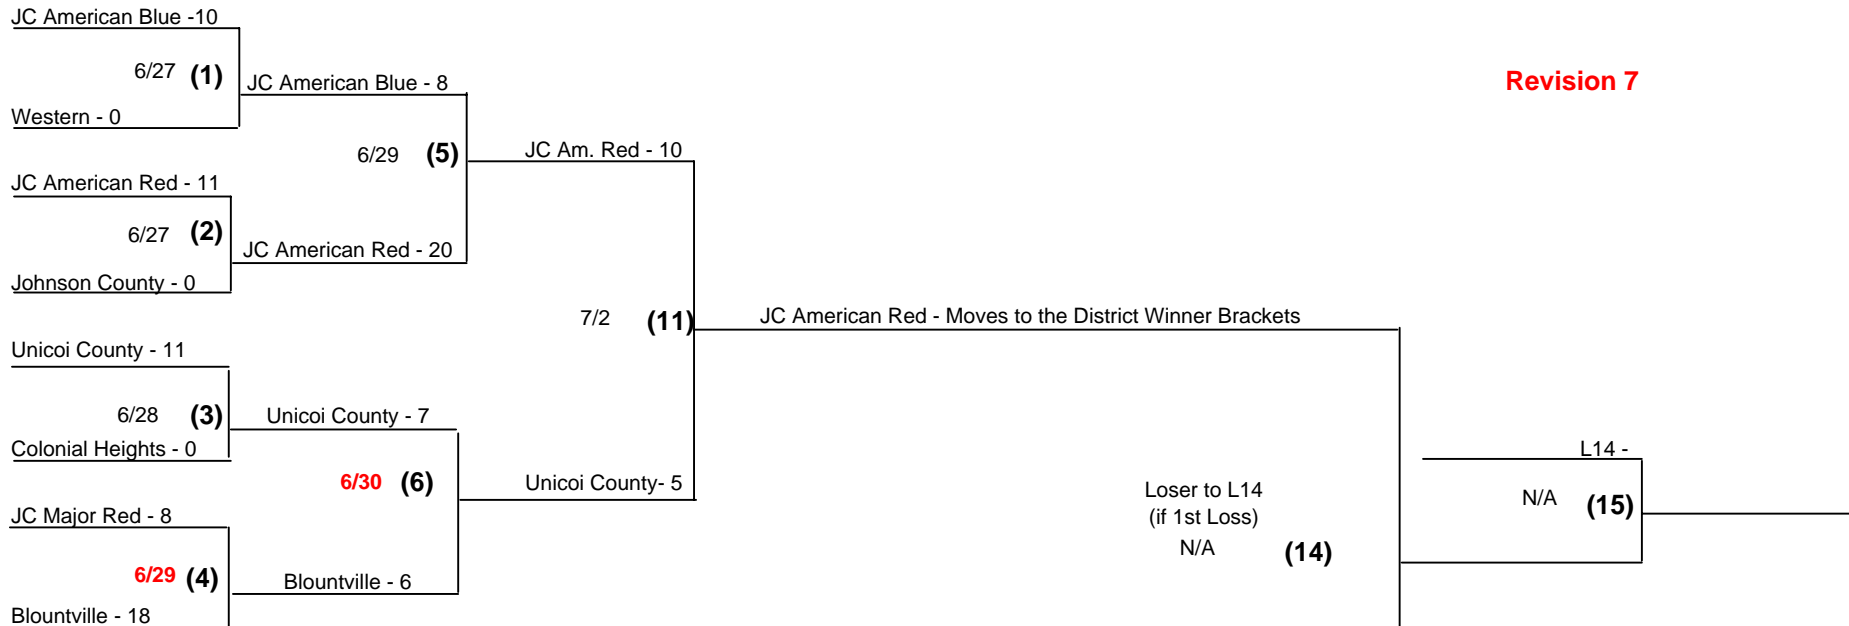 JC American Blue -10
6/27 (1)
JC American Blue - 8
Revision 7
Western - 0
6/29 (5)
JC Am. Red - 10
JC American Red - 11
6/27 (2)
JC American Red - 20
Johnson County - 0
7/2 (11)
JC American Red - Moves to the District Winner Brackets
Unicoi County - 11
6/28 (3)
Unicoi County - 7
Colonial Heights - 0
L14 -
6/30 (6)
Unicoi County- 5
Loser to L14
(if 1st Loss)
N/A (14)
N/A (15)
JC Major Red - 8
6/29 (4)
Blountville - 6
Blountville - 18